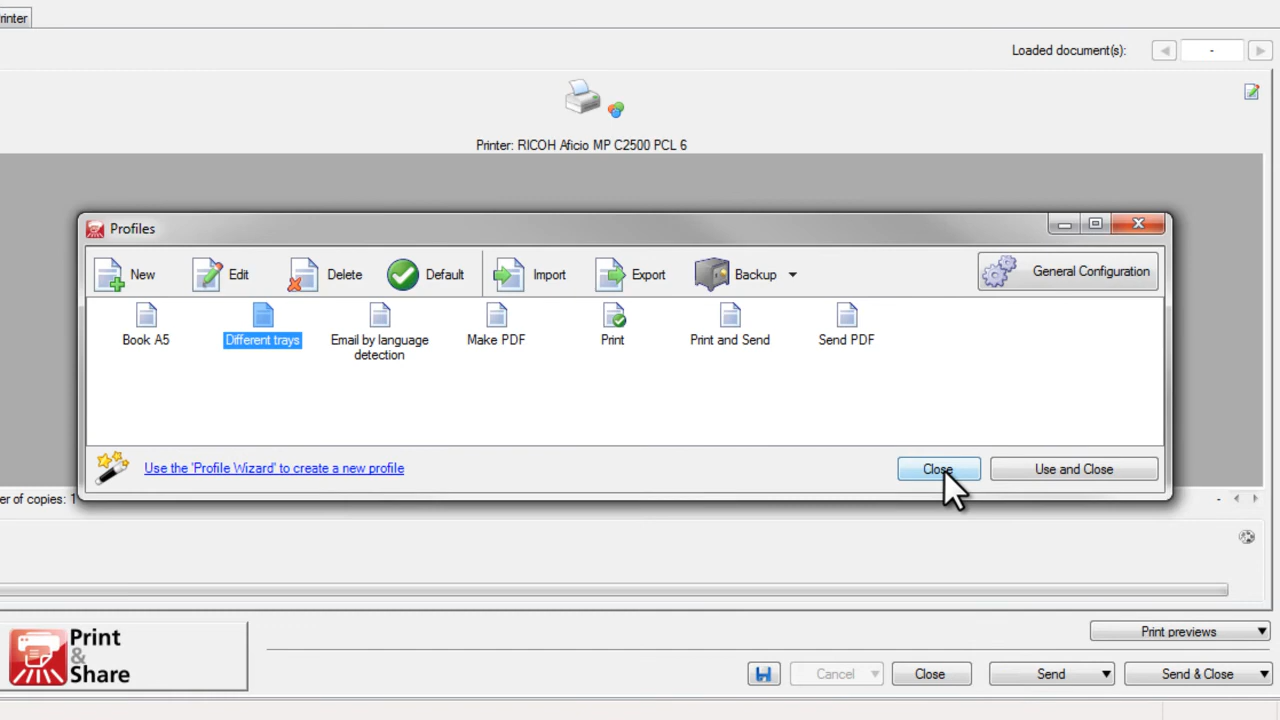 rinter
Loaded document(s):
-
Printer: RICOH Aficio MP C2500 PCL 6
Profiles
New
Edit
Delete
Default
Import
Export
Backup
General Configuration
Book A5
Different trays
Email by language
detection
Make PDF
Print
Print and Send
Send PDF
Use the 'Profile Wizard' to create a new profile
Close
Use and Close
er of copies: 1
-
Print
&
Share
Print previews
Cancel
Close
Send
Send & Close